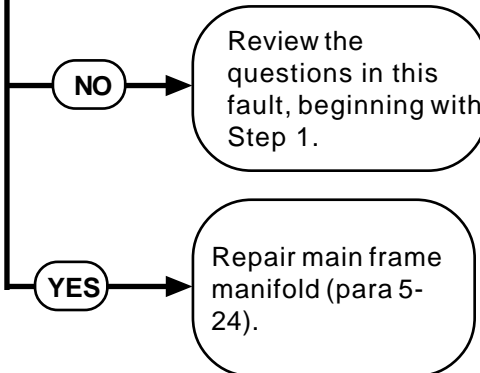 NO
Review the
questions in this
fault, beginning with
Step 1.
YES
Repair main frame
manifold (para 5-
24).